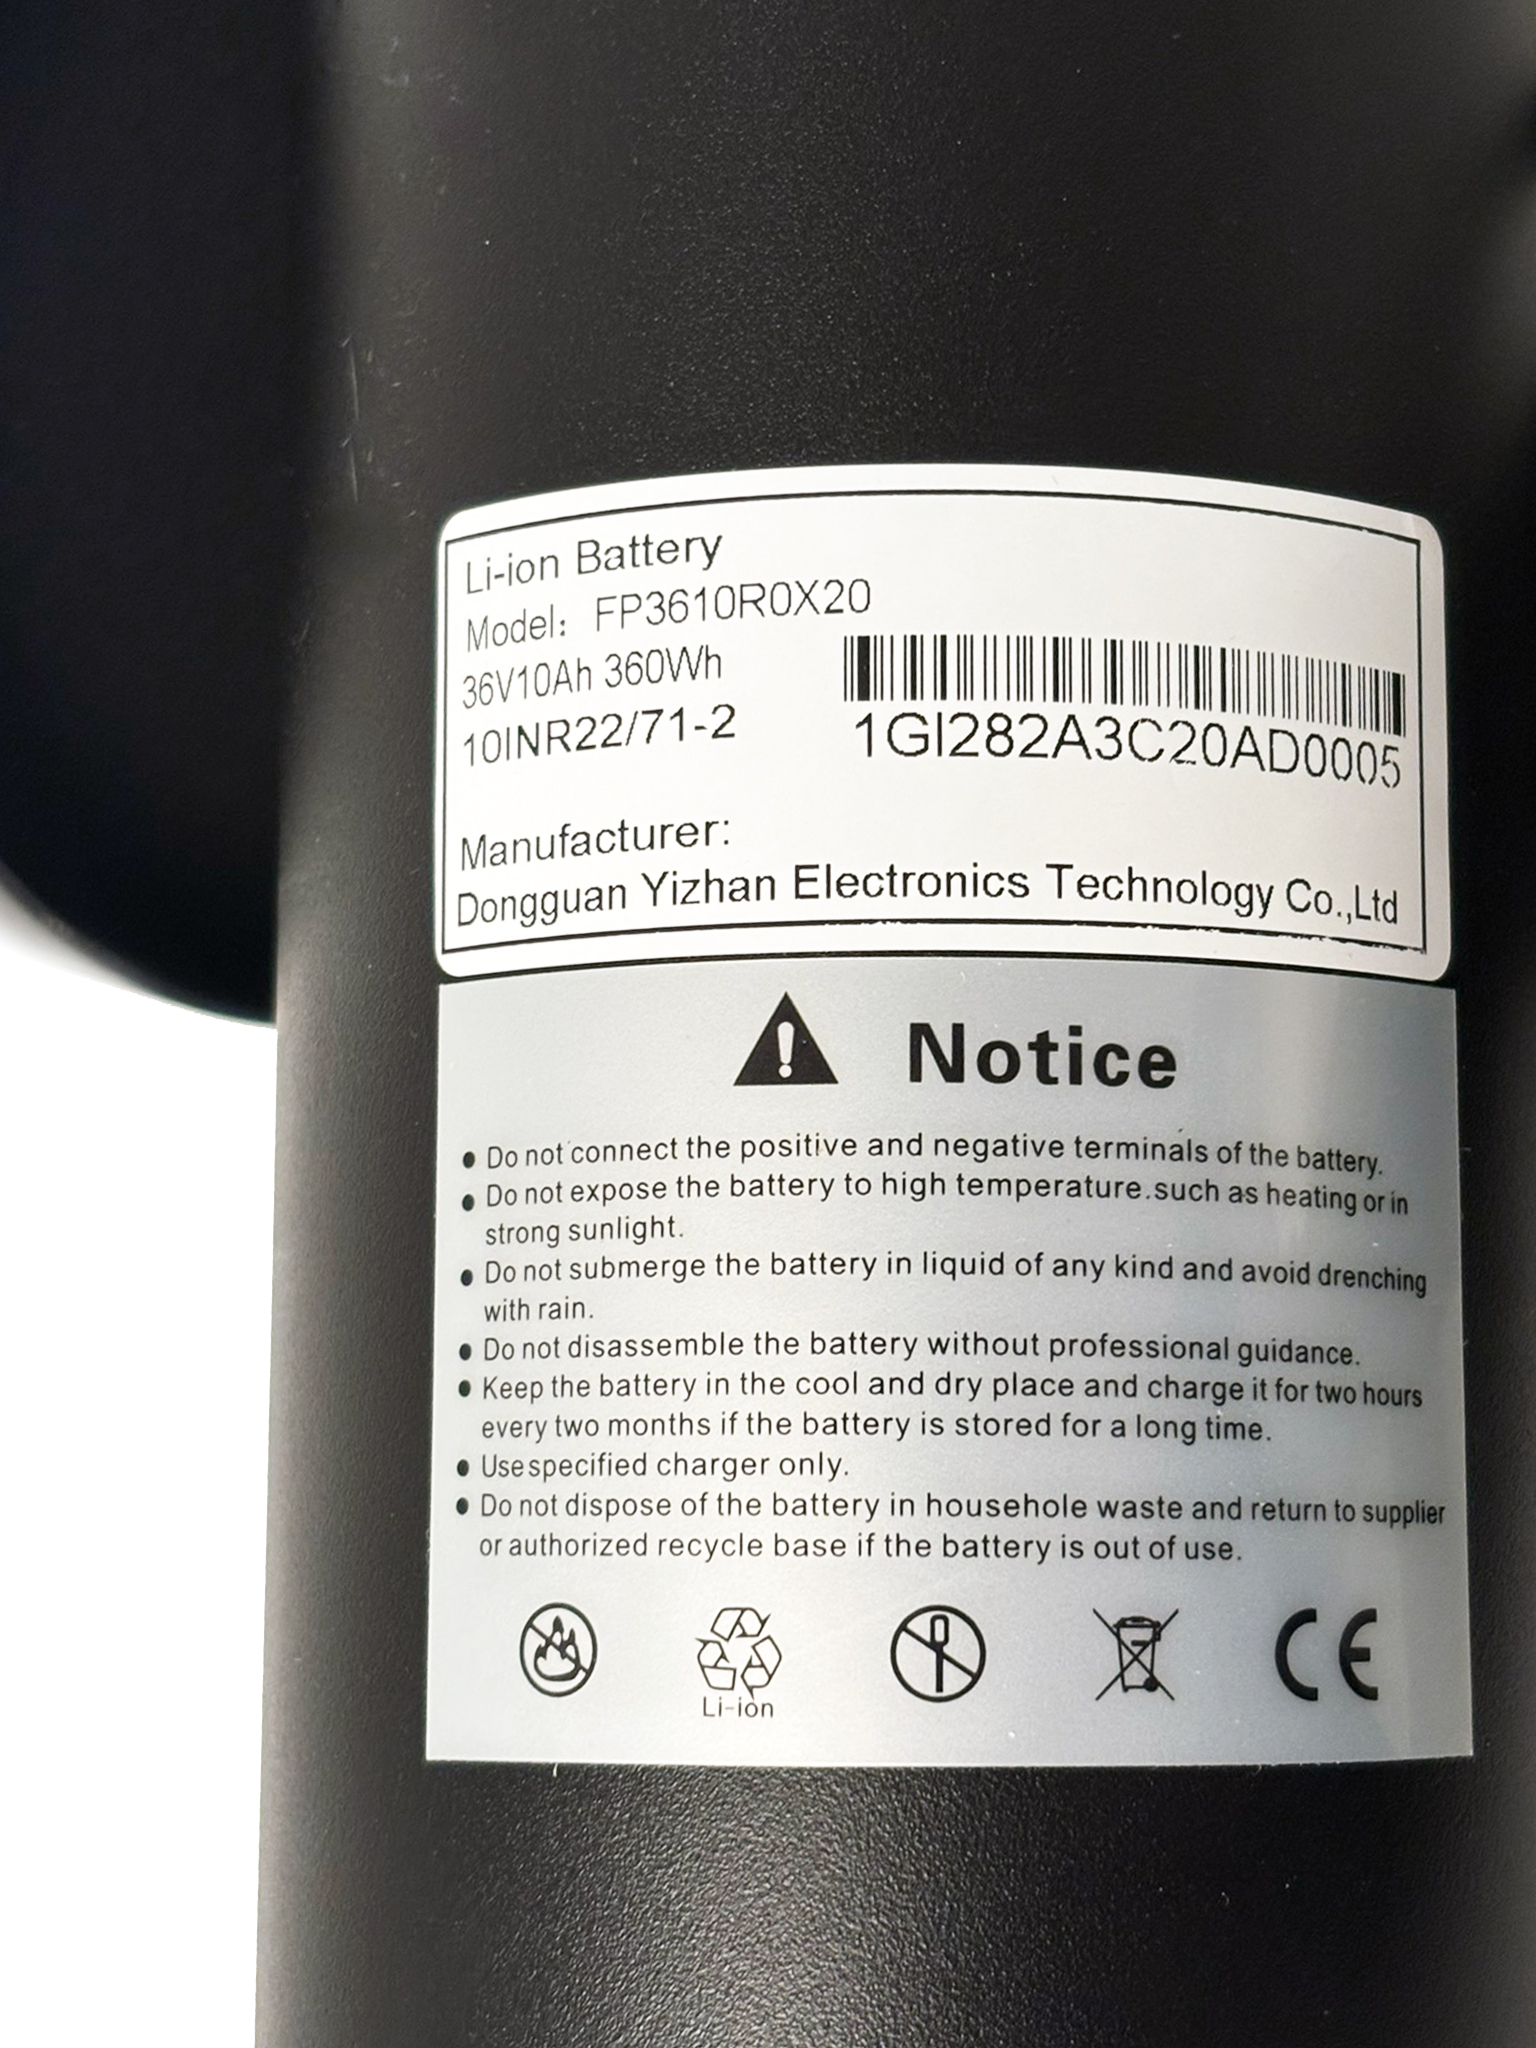 Li-ion Battery
Model: FP3610R0X20
36V10Ah 360Wh
10INR22/71-2
1GI282A3C20AD0005
Manufacturer:
Dongguan Yizhan Electronics Technology Co.,Ltd
Notice
● Do not connect the positive and negative terminals of the battery.
● Do not expose the battery to high temperature.such as heating or in
strong sunlight.
● Do not submerge the battery in liquid of any kind and avoid drenching
with rain.
● Do not disassemble the battery without professional guidance.
● Keep the battery in the cool and dry place and charge it for two hours
every two months if the battery is stored for a long time.
● Use specified charger only.
● Do not dispose of the battery in househole waste and return to supplier
or authorized recycle base if the battery is out of use.
Li-ion
CE